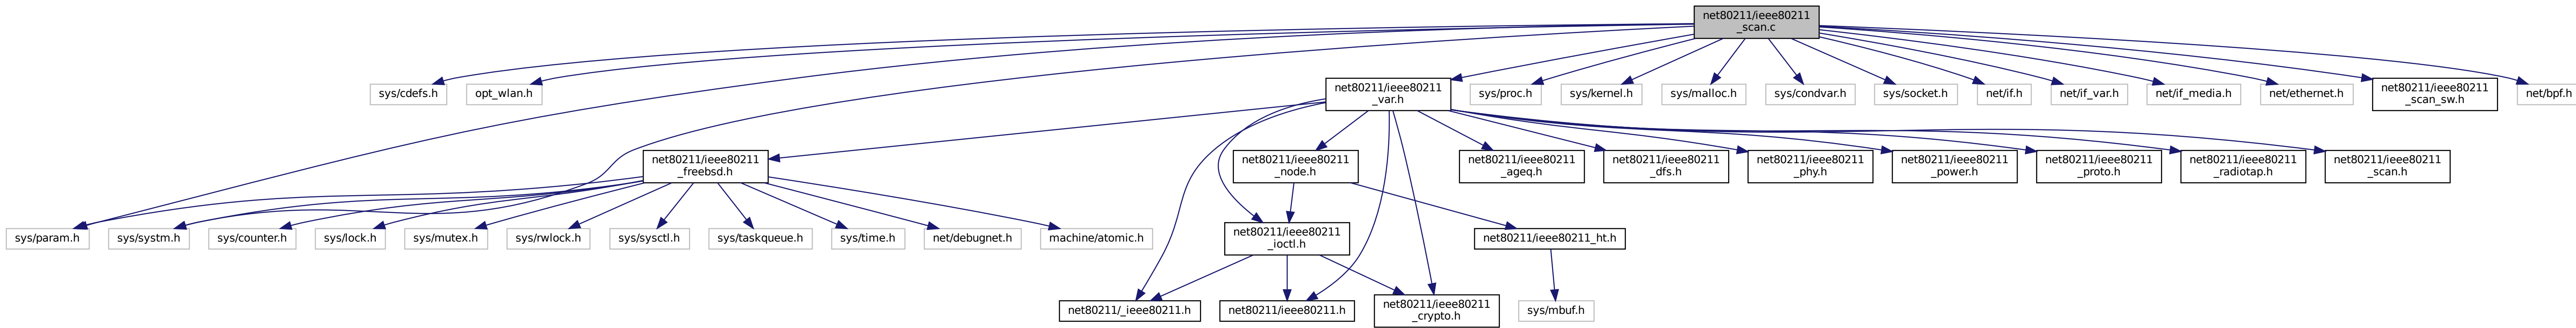 net80211/ieee80211
_scan.c
sys/cdefs.h
opt_wlan.h
net80211/ieee80211
_var.h
sys/proc.h
sys/kernel.h
sys/malloc.h
sys/condvar.h
sys/socket.h
net/if.h
net/if_var.h
net/if_media.h
net/ethernet.h
net80211/ieee80211
_scan_sw.h
net/bpf.h
net80211/ieee80211
_freebsd.h
net80211/ieee80211
_node.h
net80211/ieee80211
_ageq.h
net80211/ieee80211
_dfs.h
net80211/ieee80211
_phy.h
net80211/ieee80211
_power.h
net80211/ieee80211
_proto.h
net80211/ieee80211
_radiotap.h
net80211/ieee80211
_scan.h
sys/param.h
sys/systm.h
sys/counter.h
sys/lock.h
sys/mutex.h
sys/rwlock.h
sys/sysctl.h
sys/taskqueue.h
sys/time.h
net/debugnet.h
machine/atomic.h
net80211/ieee80211
_ioctl.h
net80211/ieee80211_ht.h
net80211/_ieee80211.h
net80211/ieee80211.h
net80211/ieee80211
_crypto.h
sys/mbuf.h